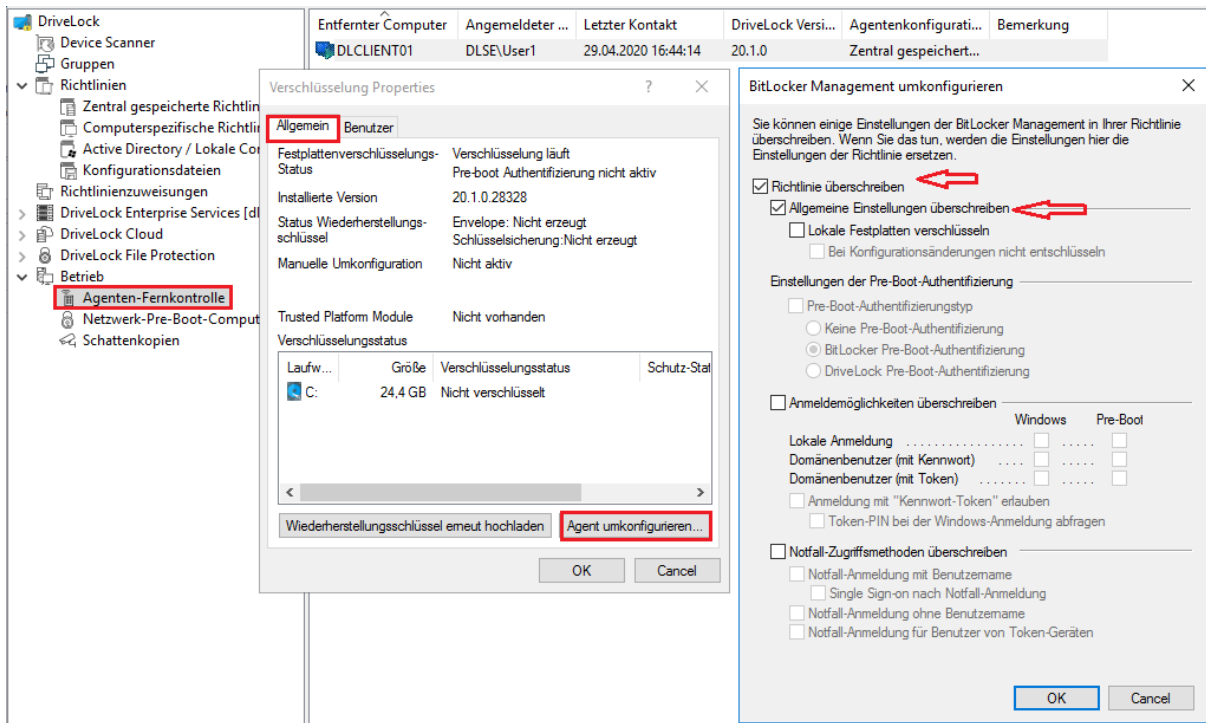 DriveLock
Device Scanner
Gruppen
Richtlinien
Zentral gespeicherte Richtlin
Computerspezifische Richtli
Active Directory / Lokale Co
Konfigurationsdateien
Richtlinienzuweisungen
DriveLock Enterprise Services [dl
DriveLock Cloud
DriveLock File Protection
Betrieb
Agenten-Fernkontrolle
Netzwerk-Pre-Boot-Comput
Schattenkopien
Entfernter Computer Angemeldeter ... Letzter Kontakt DriveLock Versi... Agentenkonfigurati... Bemerkung
DLCLIENT01 DLSE\User1 29.04.2020 16:44:14 20.1.0 Zentral gespeichert...
Verschlüsselung Properties ?
Allgemein Benutzer
Festplattenverschlüsselungs- Verschlüsselung läuft
Status Pre-boot Authentifizierung nicht aktiv
Installierte Version 20.1.0.28328
Status Wiederherstellungs- Envelope: Nicht erzeugt
schlüssel Schlüsselsicherung:Nicht erzeugt
Manuelle Umkonfiguration Nicht aktiv
Trusted Platform Module Nicht vorhanden
Verschlüsselungsstatus
Laufw... Größe Verschlüsselungsstatus Schutz-Stat
C: 24,4 GB Nicht verschlüsselt
Wiederherstellungsschlüssel erneut hochladen Agent umkonfigurieren...
OK Cancel
BitLocker Management umkonfigurieren
Sie können einige Einstellungen der BitLocker Management in Ihrer Richtlinie
überschreiben. Wenn Sie das tun, werden die Einstellungen hier die
Einstellungen der Richtlinie ersetzen.
Richtlinie überschreiben
Allgemeine Einstellungen überschreiben
Lokale Festplatten verschlüsseln
Bei Konfigurationsänderungen nicht entschlüsseln
Einstellungen der Pre-Boot-Authentifizierung
Pre-Boot-Authentifizierungstyp
Keine Pre-Boot-Authentifizierung
BitLocker Pre-Boot-Authentifizierung
DriveLock Pre-Boot-Authentifizierung
Anmeldemöglichkeiten überschreiben
Windows Pre-Boot
Lokale Anmeldung . . . . . . . . . . . . . . . . . . . . . .
Domänenbenutzer (mit Kennwort) . . . . . . . . .
Domänenbenutzer (mit Token) . . . . . . . . . . . .
Anmeldung mit "Kennwort-Token" erlauben
Token-PIN bei der Windows-Anmeldung abfragen
Notfall-Zugriffsmethoden überschreiben
Notfall-Anmeldung mit Benutzername
Single Sign-on nach Notfall-Anmeldung
Notfall-Anmeldung ohne Benutzername
Notfall-Anmeldung für Benutzer von Token-Geräten
OK Cancel